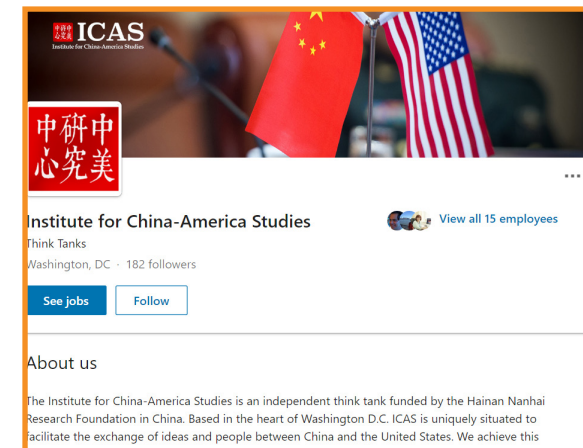 中研中心究美 ICAS
Institute for China-America Studies
中研中
心究美
Institute for China-America Studies
View all 15 employees
Think Tanks
Washington, DC · 182 followers
See jobs
Follow
About us
The Institute for China-America Studies is an independent think tank funded by the Hainan Nanhai
Research Foundation in China. Based in the heart of Washington D.C. ICAS is uniquely situated to
facilitate the exchange of ideas and people between China and the United States. We achieve this